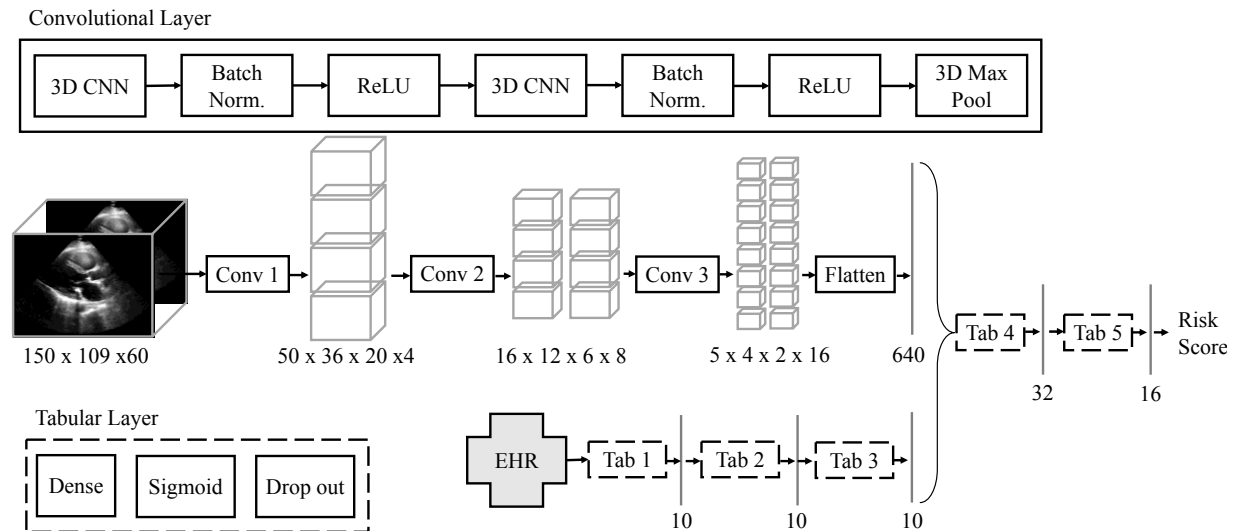 Convolutional Layer
3D CNN
Batch
Norm.
ReLU
3D CNN
Batch
Norm.
ReLU
3D Max
Pool
Conv 1
Conv 2
Conv 3
Flatten
150 x 109 x60
50 x 36 x 20 x4
16 x 12 x 6 x 8
5 x 4 x 2 x 16
640
Tab 4
Tab 5
Risk
Score
32
16
Tabular Layer
Dense
Sigmoid
Drop out
EHR
Tab 1
Tab 2
Tab 3
10
10
10